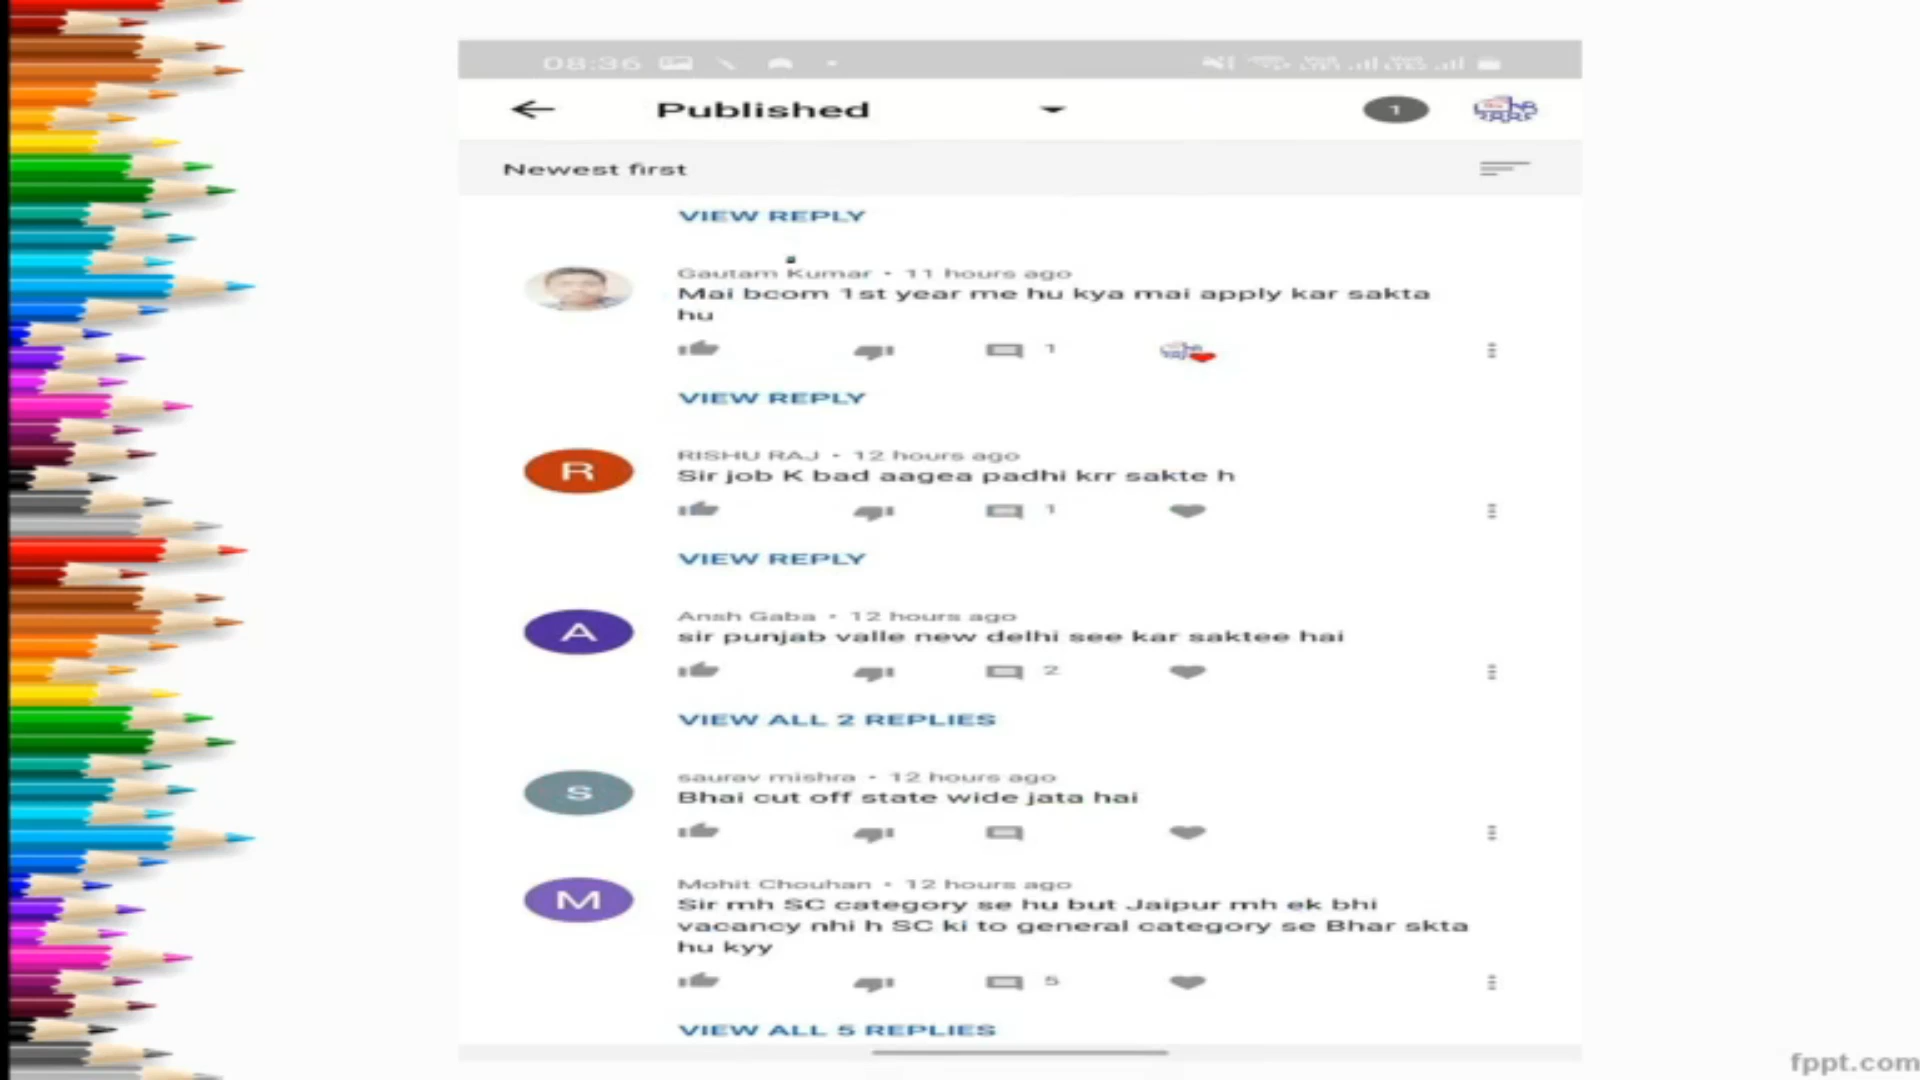 08:36
Published
1
Newest first
VIEW REPLY
Gautam Kumar • 11 hours ago
Mai bcom 1st year me hu kya mai apply kar sakta
hu
1
VIEW REPLY
R
RISHU RAJ • 12 hours ago
Sir job K bad aagea padhi krr sakte h
1
VIEW REPLY
A
Ansh Gaba • 12 hours ago
sir punjab valle new delhi see kar saktee hai
2
VIEW ALL 2 REPLIES
s
saurav mishra • 12 hours ago
Bhai cut off state wide jata hai
M
Mohit Chouhan • 12 hours ago
Sir mh SC category se hu but Jaipur mh ek bhi
vacancy nhi h SC ki to general category se Bhar skta
hu kyy
5
VIEW ALL 5 REPLIES
fppt.com